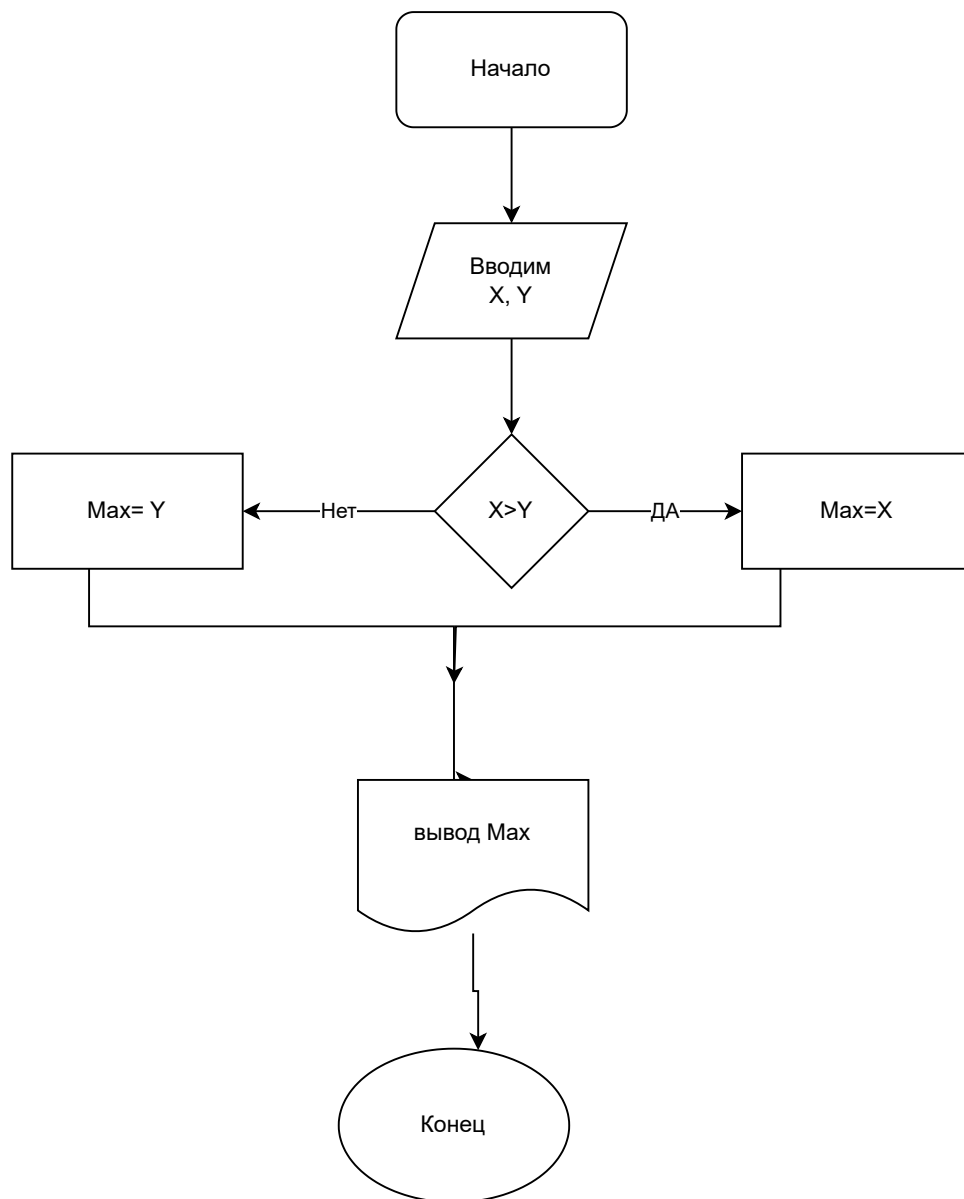 Начало
Вводим
X, Y
Max= Y
Нет
X>Y
ДА
Max=X
вывод Max
Конец